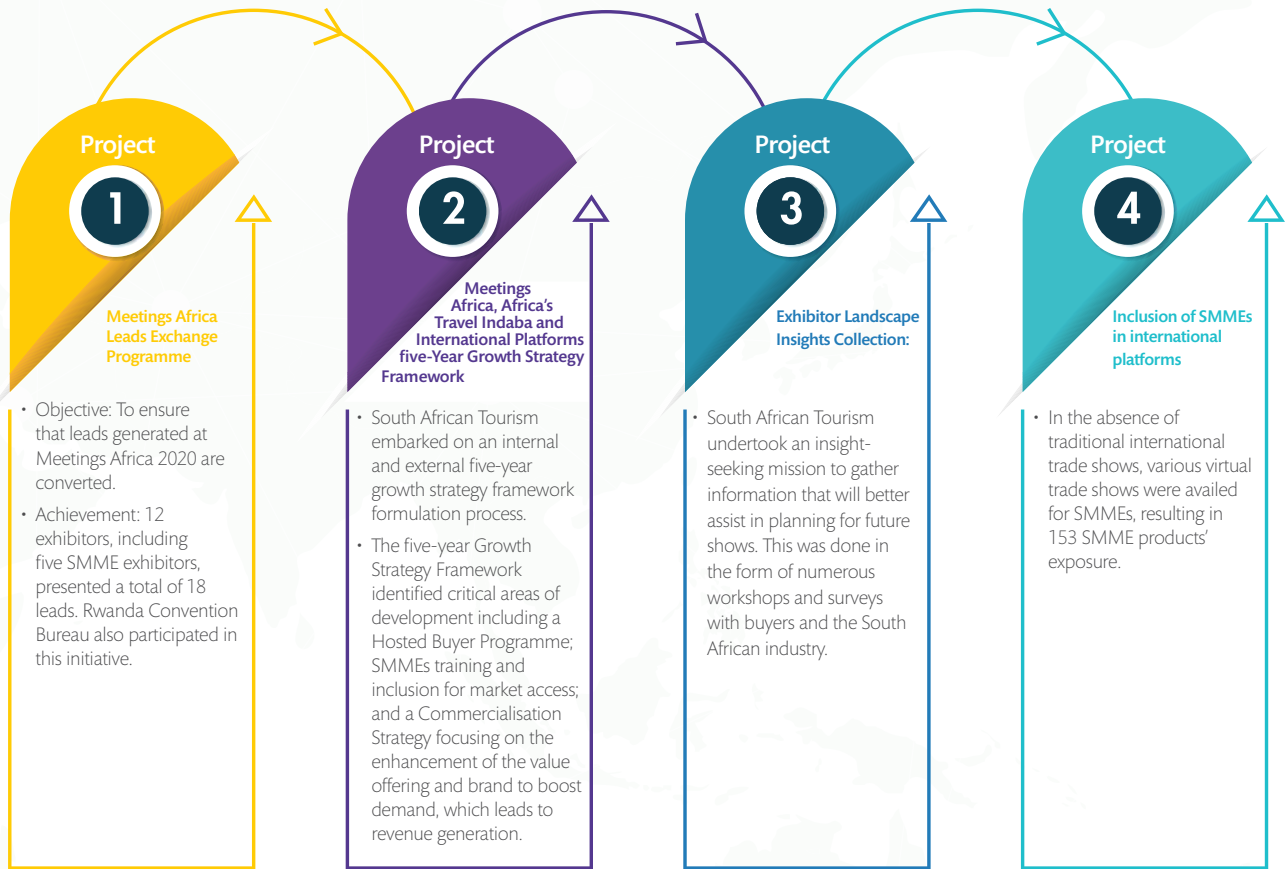 Project
1
Meetings Africa
Leads Exchange
Programme
• Objective: To ensure
that leads generated at
Meetings Africa 2020 are
converted.
• Achievement: 12
exhibitors, including
five SMME exhibitors,
presented a total of 18
leads. Rwanda Convention
Bureau also participated in
this initiative.
Project
2
Meetings
Africa, Africa’s
Travel Indaba and
International Platforms
five-Year Growth Strategy
Framework
• South African Tourism
embarked on an internal
and external five-year
growth strategy framework
formulation process.
• The five-year Growth
Strategy Framework
identified critical areas of
development including a
Hosted Buyer Programme;
SMMEs training and
inclusion for market access;
and a Commercialisation
Strategy focusing on the
enhancement of the value
offering and brand to boost
demand, which leads to
revenue generation.
Project
3
Exhibitor Landscape
Insights Collection:
• South African Tourism
undertook an insight-
seeking mission to gather
information that will better
assist in planning for future
shows. This was done in
the form of numerous
workshops and surveys
with buyers and the South
African industry.
Project
4
Inclusion of SMMEs
in international
platforms
• In the absence of
traditional international
trade shows, various virtual
trade shows were availed
for SMMEs, resulting in
153 SMME products’
exposure.